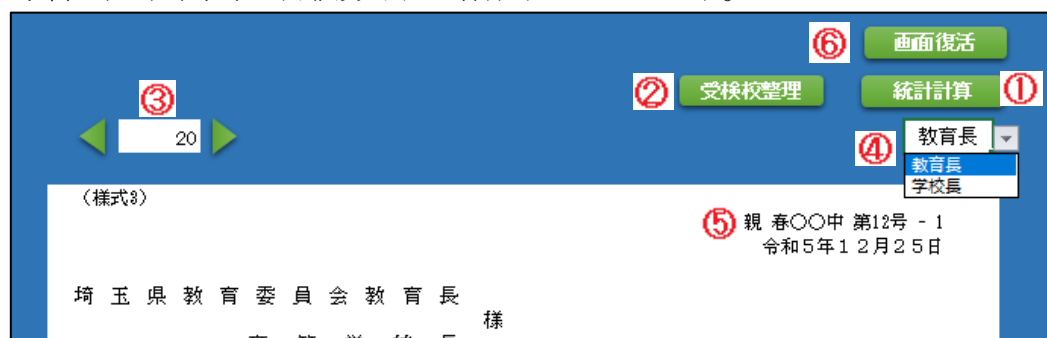 ⑥ 画面復活
② 受検校整理 統計計算 ①
③
20
④ 教育長
教育長
学校長
(様式3)
⑤ 親 春〇〇中 第12号 - 1
令和5年12月25日
埼玉県教育委員会教育長
様